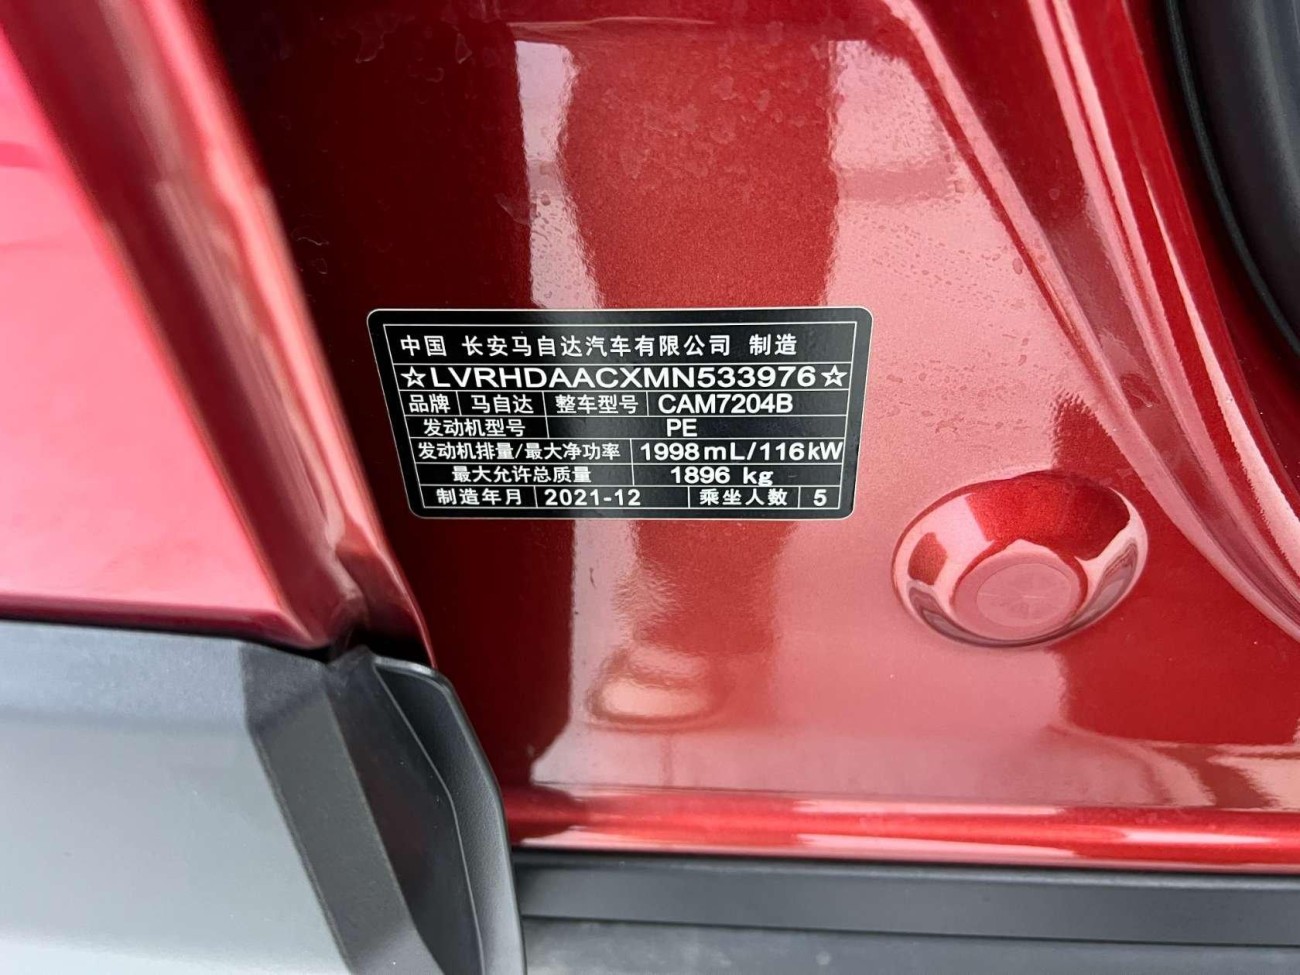 中国 长安马自达汽车有限公司 制造
☆LVRHDAACXMN533976☆
品牌 马自达 整车型号 CAM7204B
发动机型号 PE
发动机排量/最大净功率 1998mL/116kW
最大允许总质量 1896 kg
制造年月 2021-12 乘坐人数 5